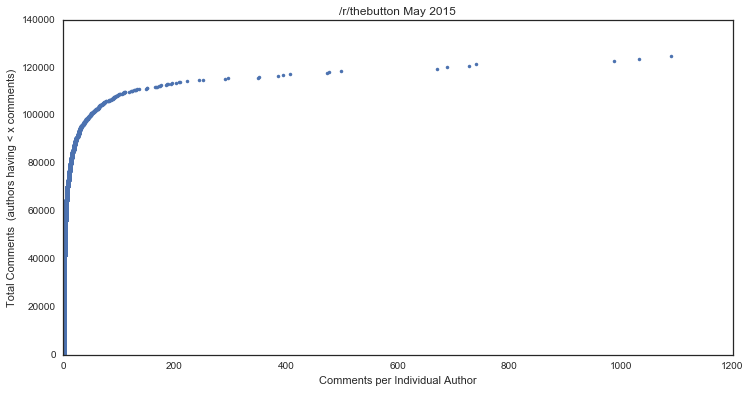 /r/thebutton May 2015
140000
120000
100000
80000
60000
40000
20000
0
Total Comments  (authors having < x comments)
0 200 400 600 800 1000 1200
Comments per Individual Author